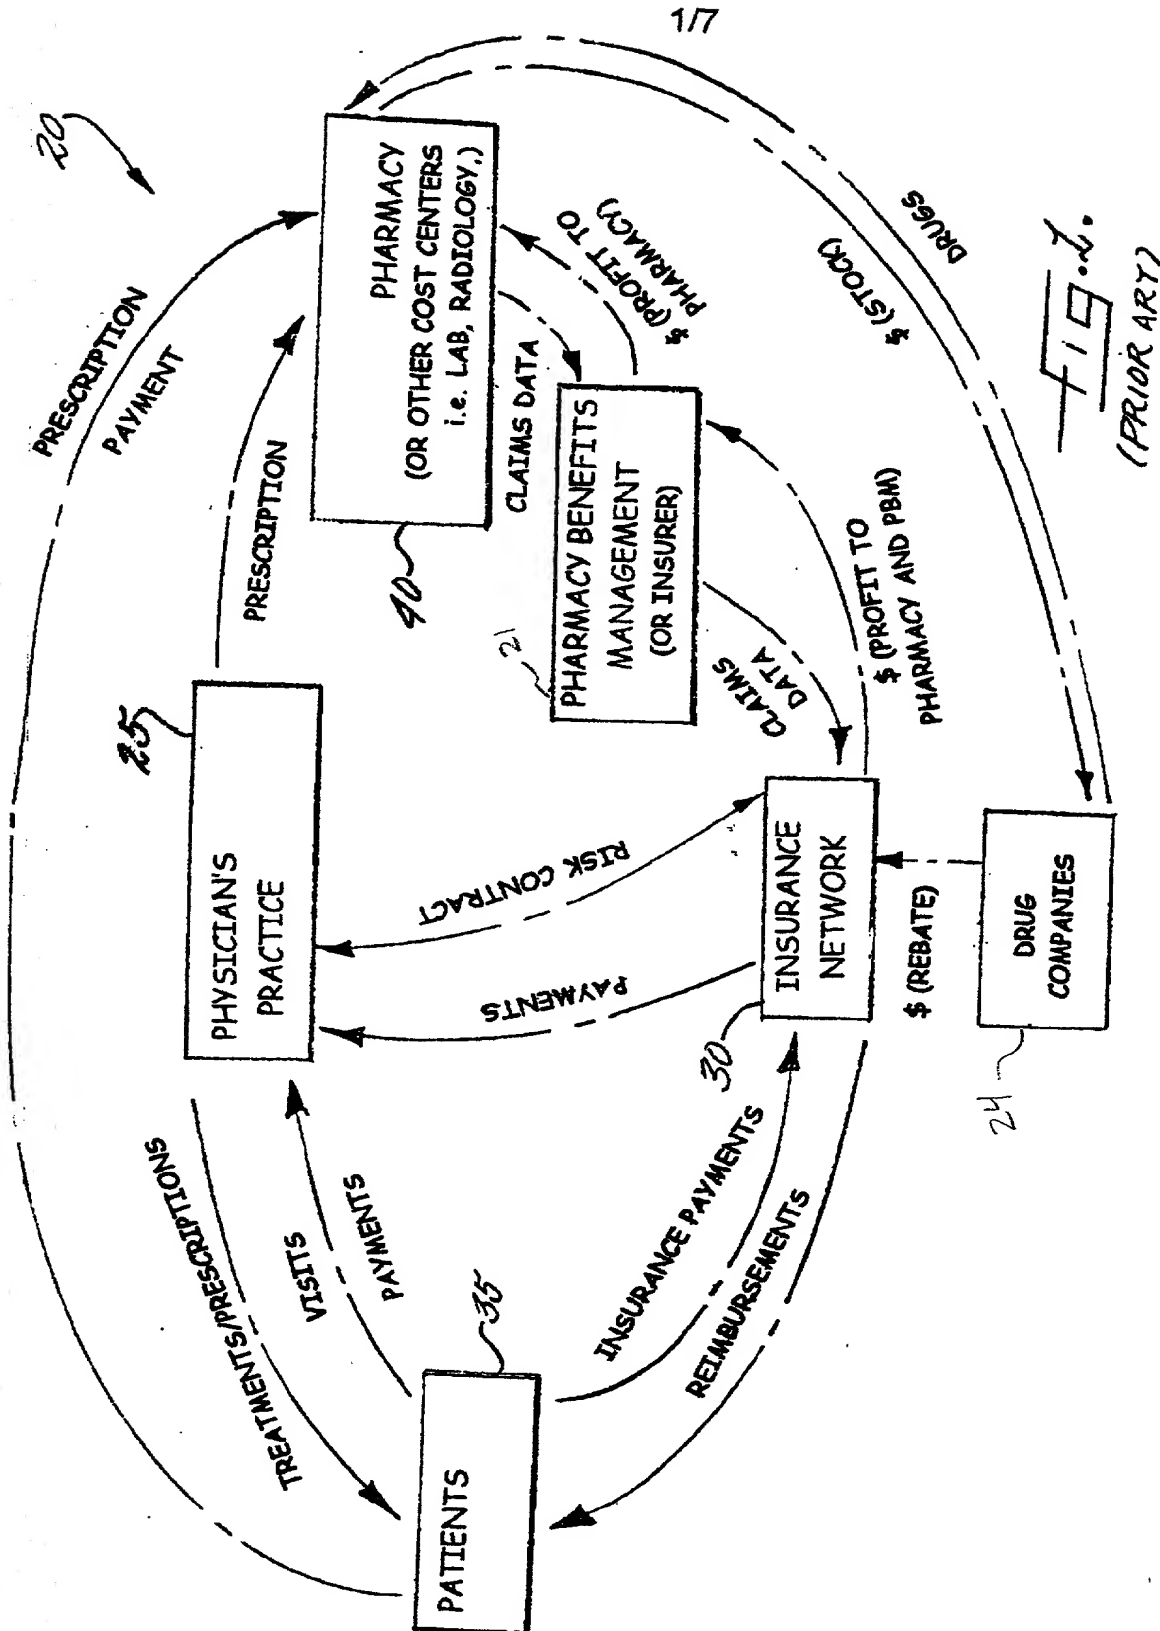 1/7
20
PRESCRIPTION
PAYMENT
PRESCRIPTION
PHARMACY
(OR OTHER COST CENTERS
i.e. LAB, RADIOLOGY,)
40
CLAIMS DATA
$ (PROFIT TO
PHARMACY)
25
PHYSICIAN'S
PRACTICE
21
PHARMACY BENEFITS
MANAGEMENT
(OR INSURER)
CLAIMS
DATA
$ (PROFIT TO
PHARMACY AND PBM)
$ (STOCK)
DRUGS
TREATMENTS/PRESCRIPTIONS
VISITS
PAYMENTS
RISK CONTRACT
PAYMENTS
30
INSURANCE
NETWORK
$ (REBATE)
24
DRUG
COMPANIES
PATIENTS
35
INSURANCE PAYMENTS
REIMBURSEMENTS
Fig. 1.
(PRIOR ART)